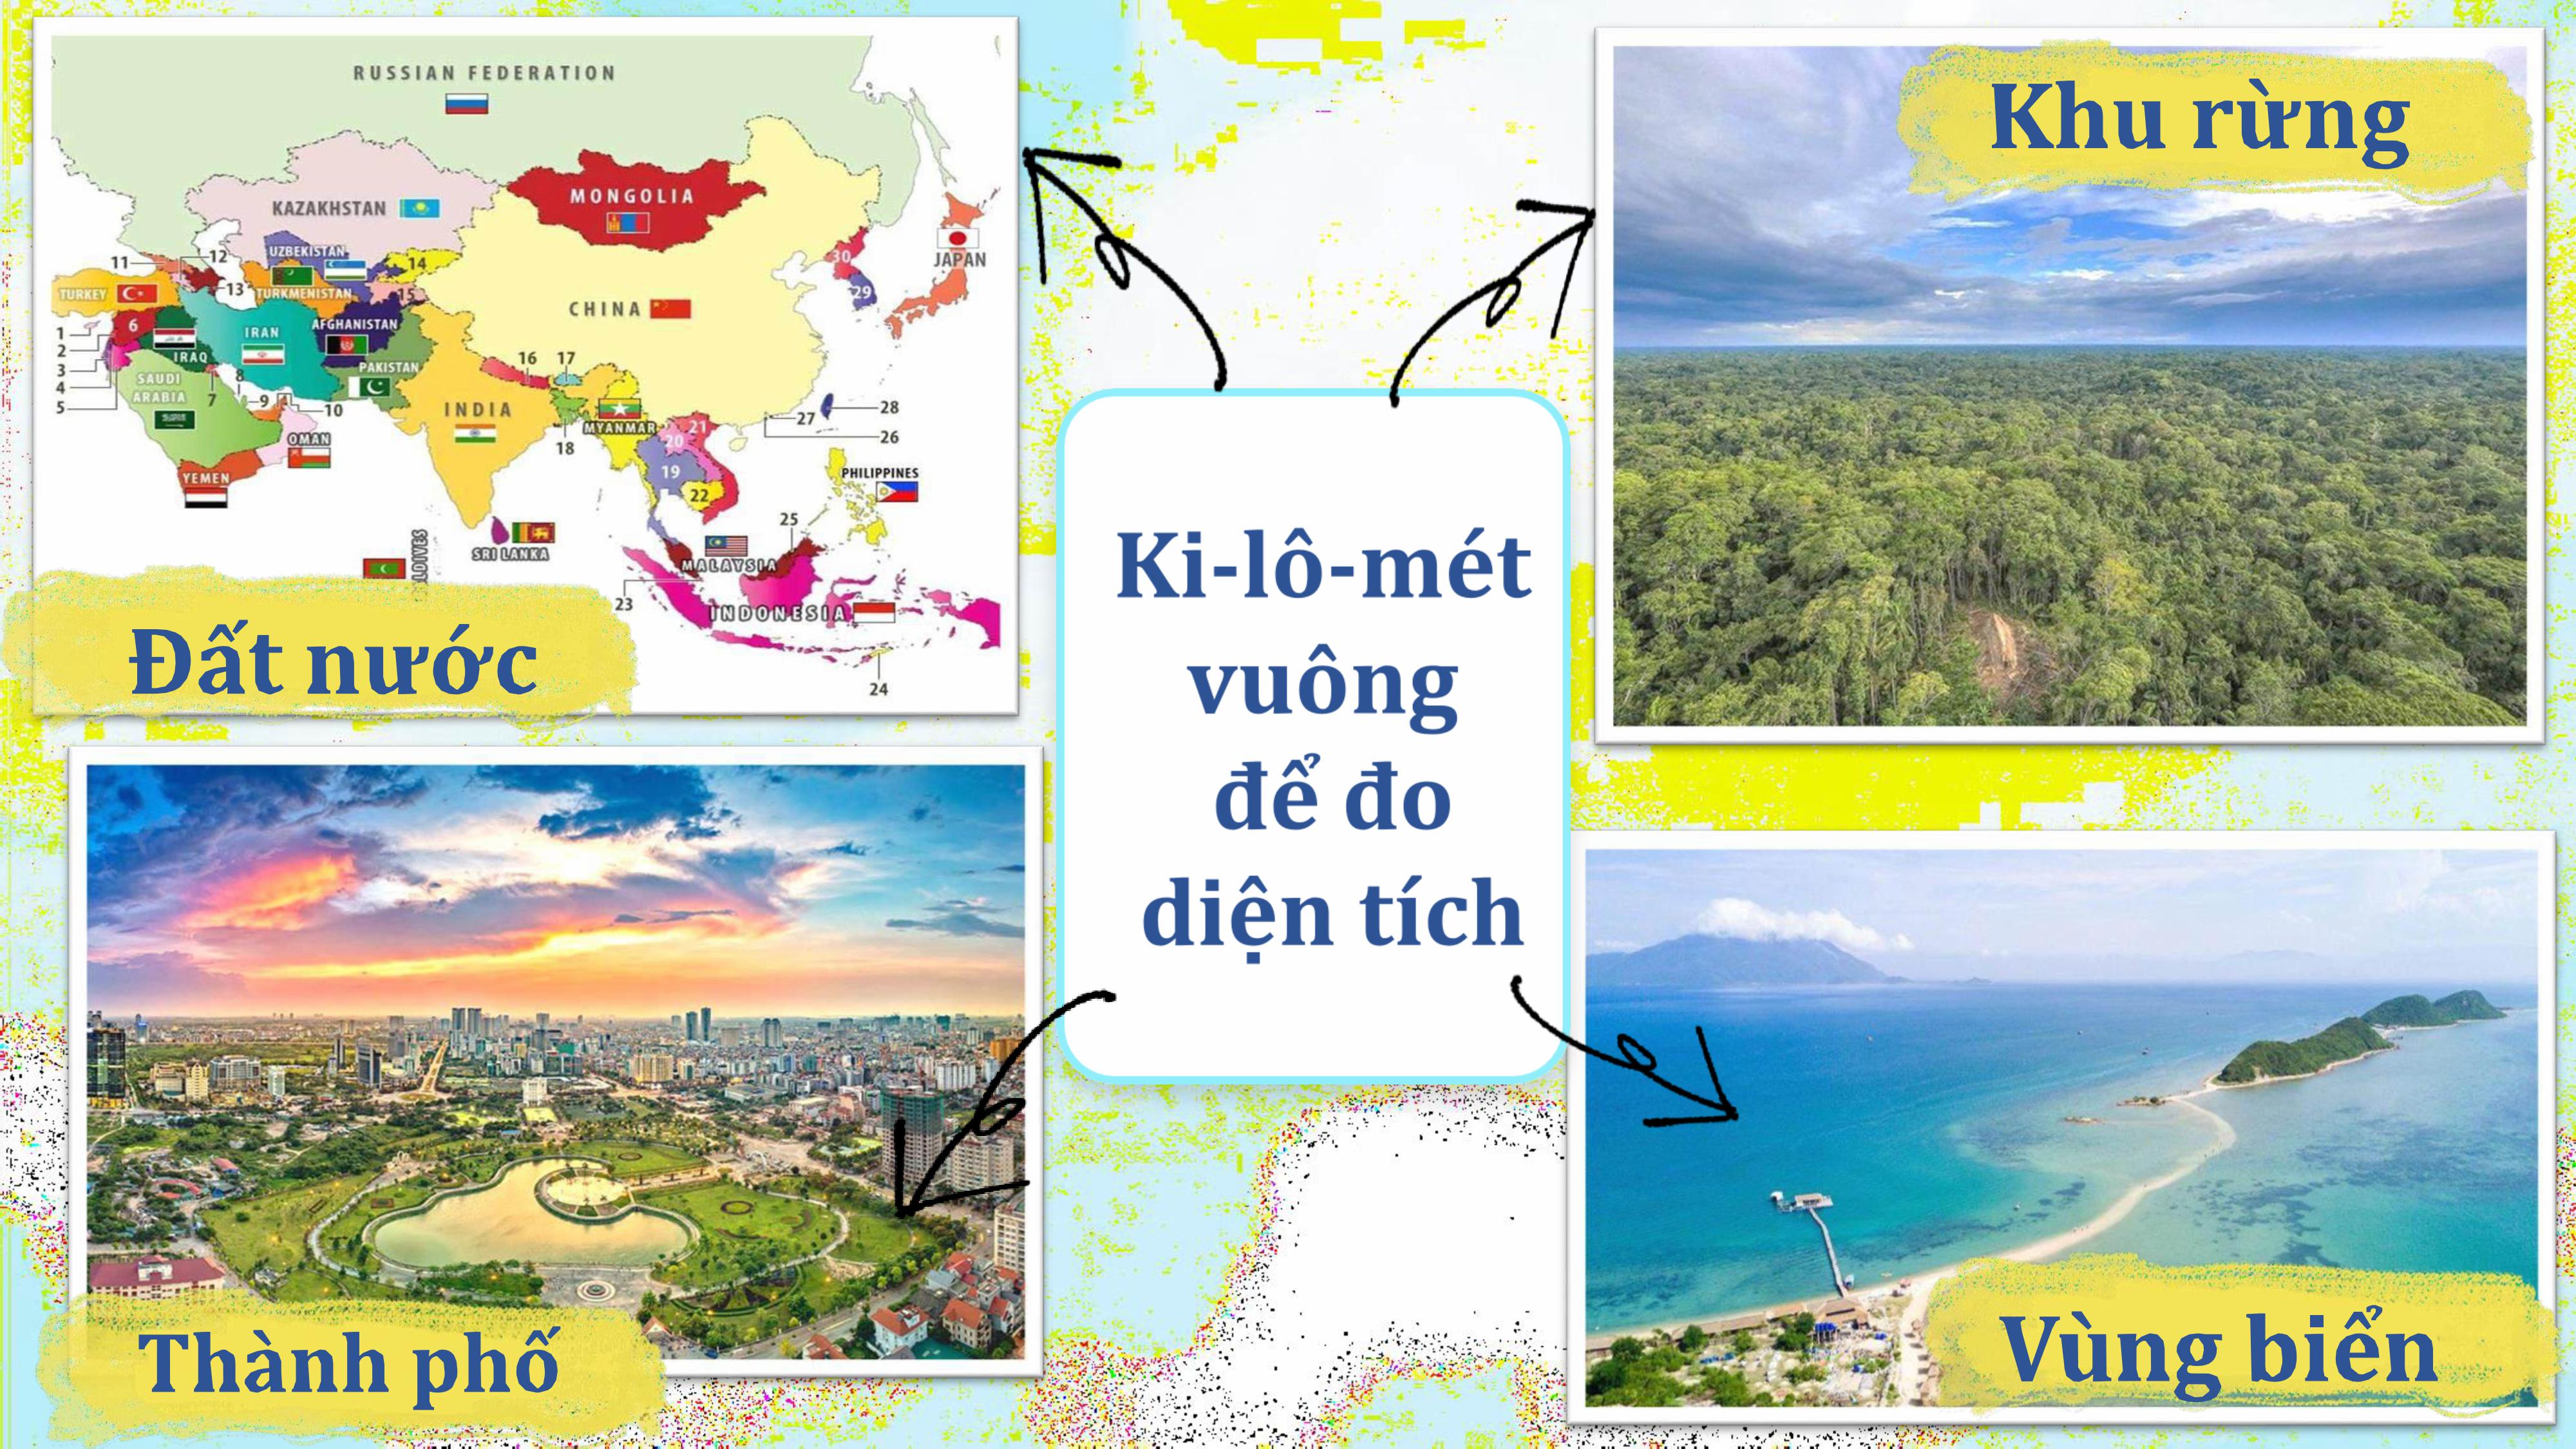 RUSSIAN FEDERATION
KAZAKHSTAN
MONGOLIA
UZBEKISTAN
12
11
14
JAPAN
30
13
TURKMENISTAN
15
29
TURKEY
CHINA
1
6
IRAN
AFGHANISTAN
2
IRAQ
PAKISTAN
16
17
3
SAUDI
ARABIA
8
4
7
9
10
INDIA
5
MYANMAR
27
28
26
OMAN
18
20
21
YEMEN
19
22
PHILIPPINES
25
SRI LANKA
MALAYSIA
23
INDONESIA
24
Đất nước
Khu rừng
Ki-lô-mét
vuông
để đo
diện tích
Thành phố
Vùng biển